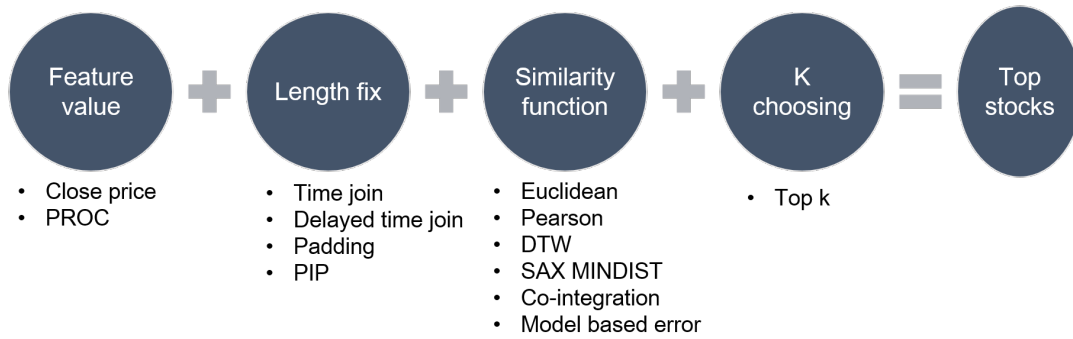 Feature
value
Length fix
Similarity
function
K
choosing
Top
stocks
• Close price
• PROC
• Time join
• Delayed time join
• Padding
• PIP
• Euclidean
• Pearson
• DTW
• SAX MINDIST
• Co-integration
• Model based error
• Top k